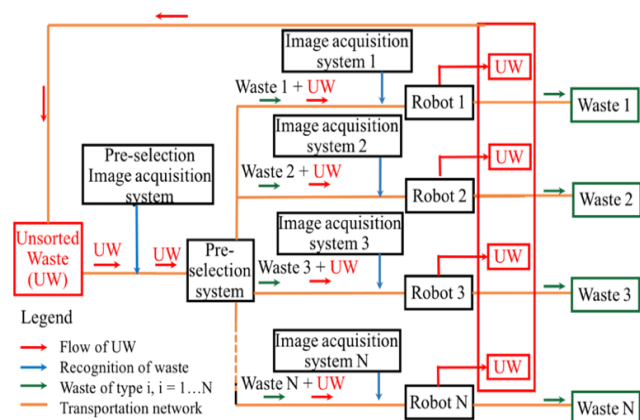 Image acquisition
system 1
UW
Waste 1 + UW
Robot 1
Waste 1
Pre-selection
Image acquisition
system
Image acquisition
system 2
UW
Waste 2 + UW
Robot 2
Waste 2
Unsorted
Waste
(UW)
UW
UW
Pre-
selection
system
Image acquisition
system 3
UW
Waste 3 + UW
Robot 3
Waste 3
Image acquisition
system N
UW
Waste N + UW
Robot N
Waste N
Legend
Flow of UW
Recognition of waste
Waste of type i, i = 1...N
Transportation network